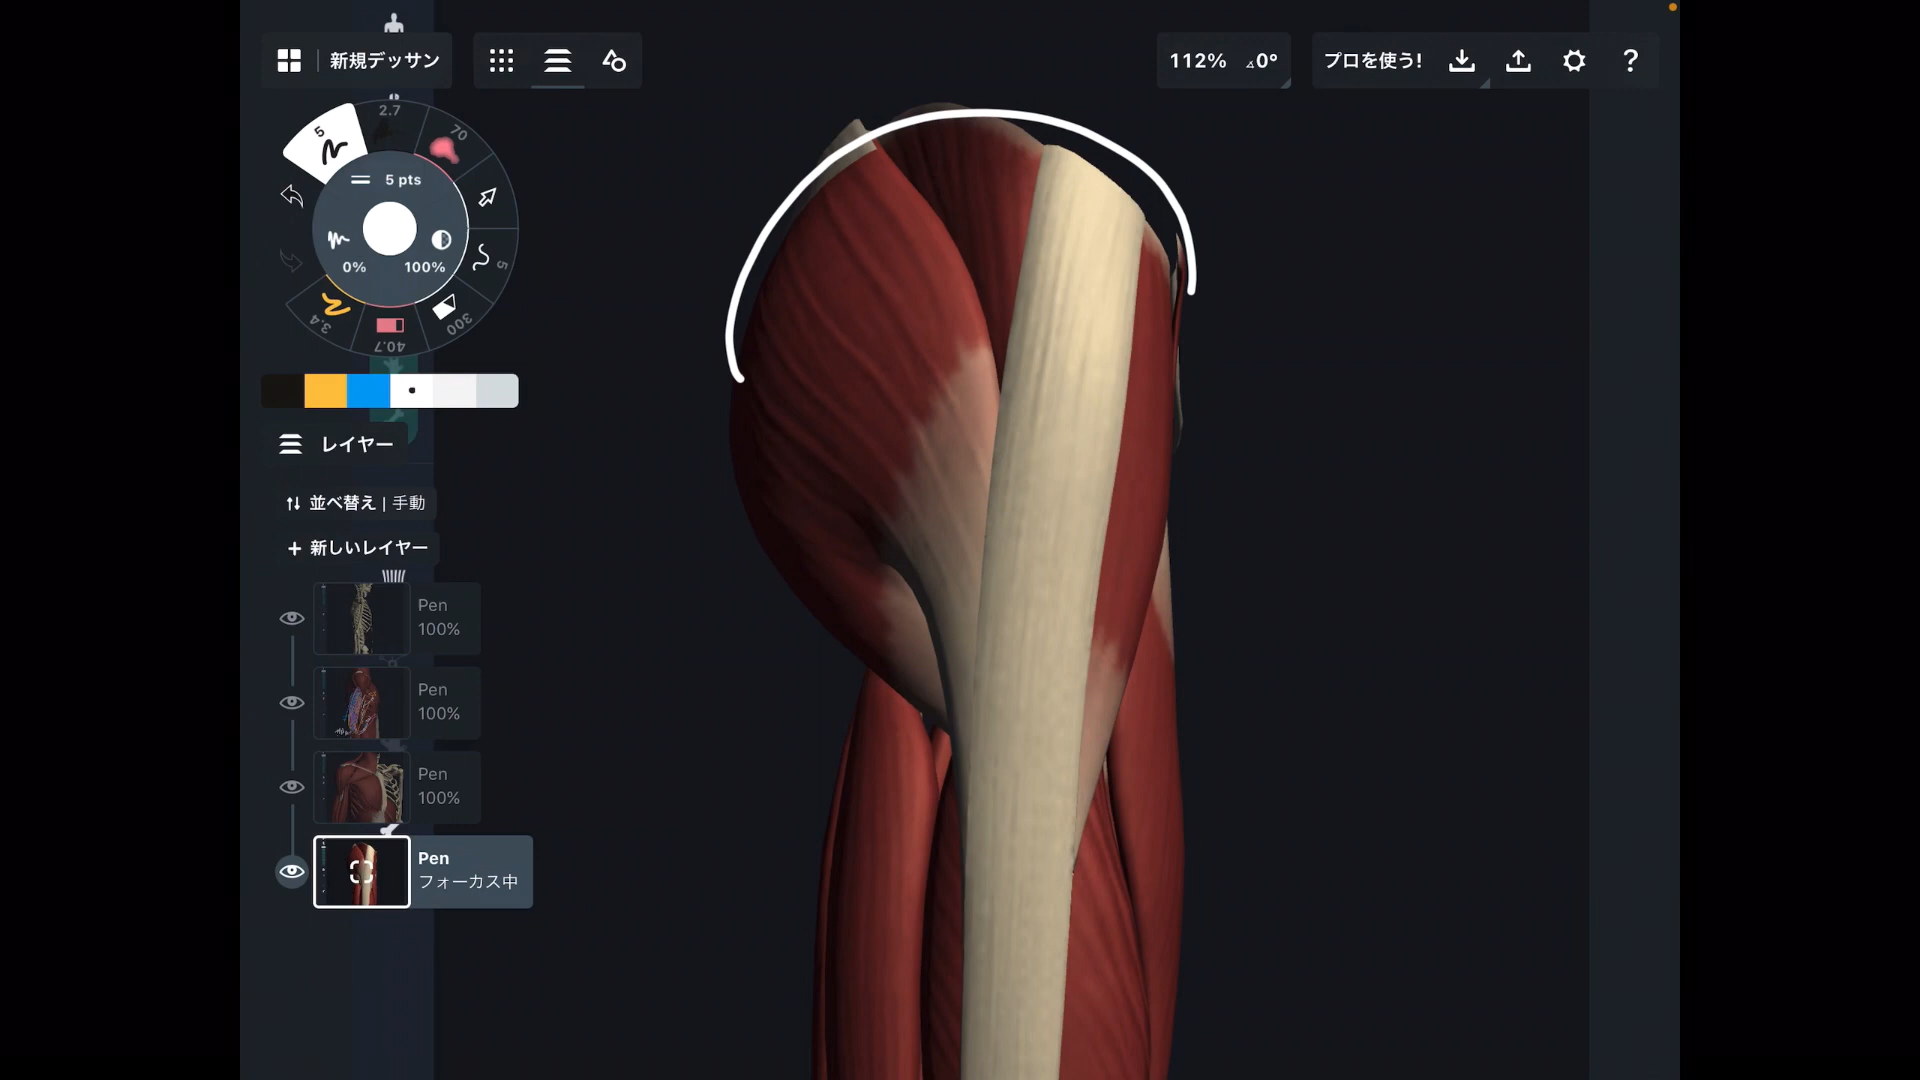 新規デッサン
112% ⊿0°
プロを使う!
?
2.7
5
70
5 pts
0%
100%
5
3.4
40.7
300
レイヤー
並べ替え | 手動
+ 新しいレイヤー
Pen
100%
Pen
100%
Pen
100%
Pen
フォーカス中